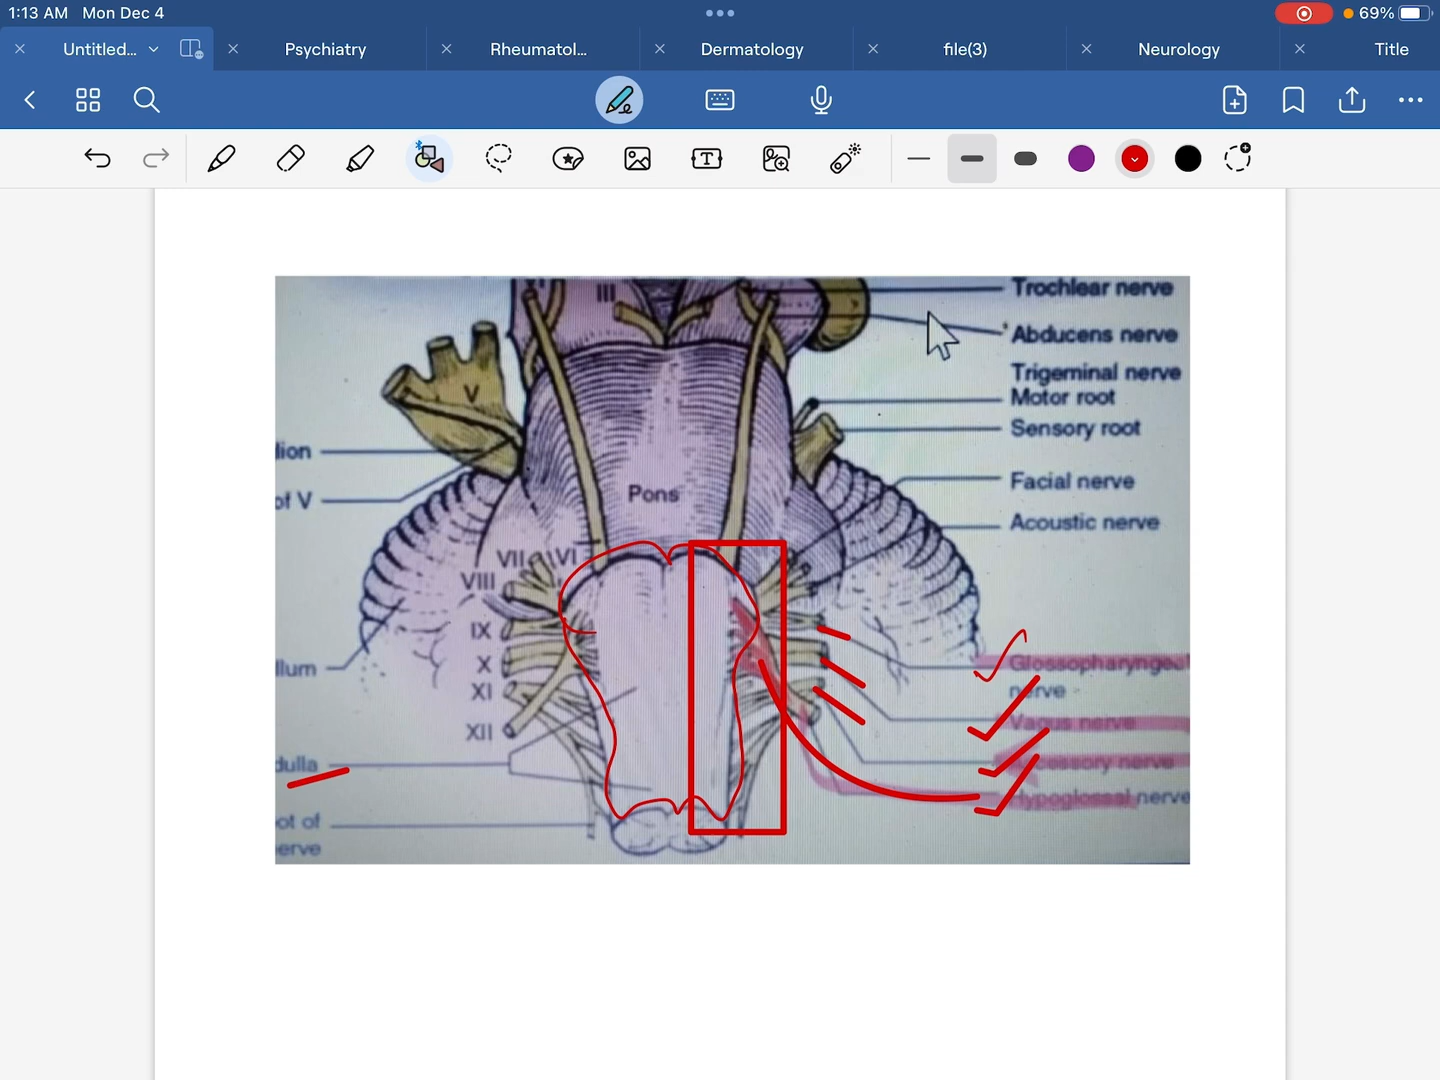 1:13 AM Mon Dec 4
69%
Untitled...
Psychiatry
Rheumatol...
Dermatology
file(3)
Neurology
Title
III
Trochlear nerve
Abducens nerve
Trigeminal nerve
Motor root
Sensory root
V
lion
of V
Pons
Facial nerve
Acoustic nerve
VII
VI
VIII
IX
X
XI
XII
llum
Glossopharyngeal
nerve
Vagus nerve
nerve
Hypoglossal nerve
dulla
ot of
erve